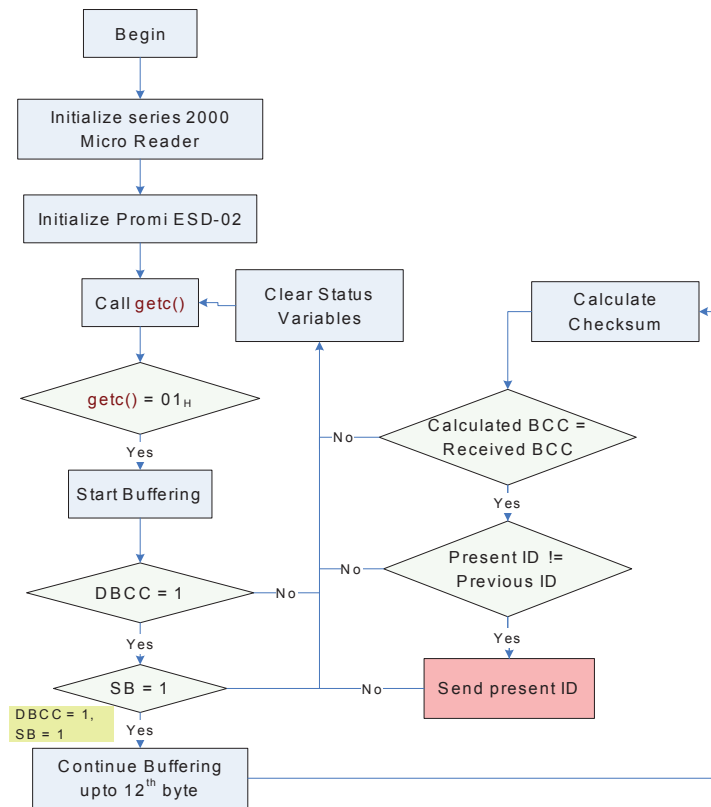 Begin
Initialize series 2000
Micro Reader
Initialize Promi ESD-02
Call getc()
Clear Status
Variables
Calculate
Checksum
getc() = 01H
Calculated BCC =
Received BCC
No
Yes
Yes
Start Buffering
Present ID !=
Previous ID
No
DBCC = 1
No
Yes
Yes
SB = 1
No
Send present ID
DBCC = 1,
SB = 1
Yes
Continue Buffering
upto 12th byte